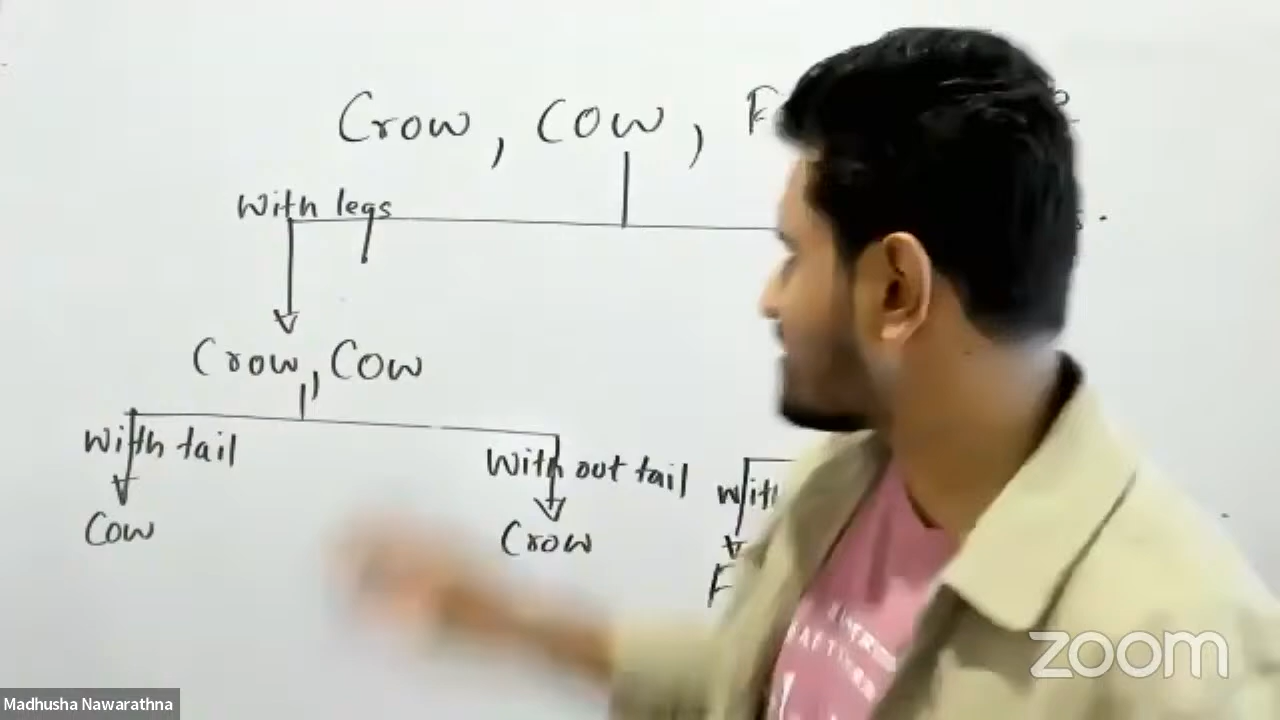 Crow, Cow,
With legs
Crow, Cow
With tail
With out tail
Cow
Crow
Madhusha Nawarathna
zoom